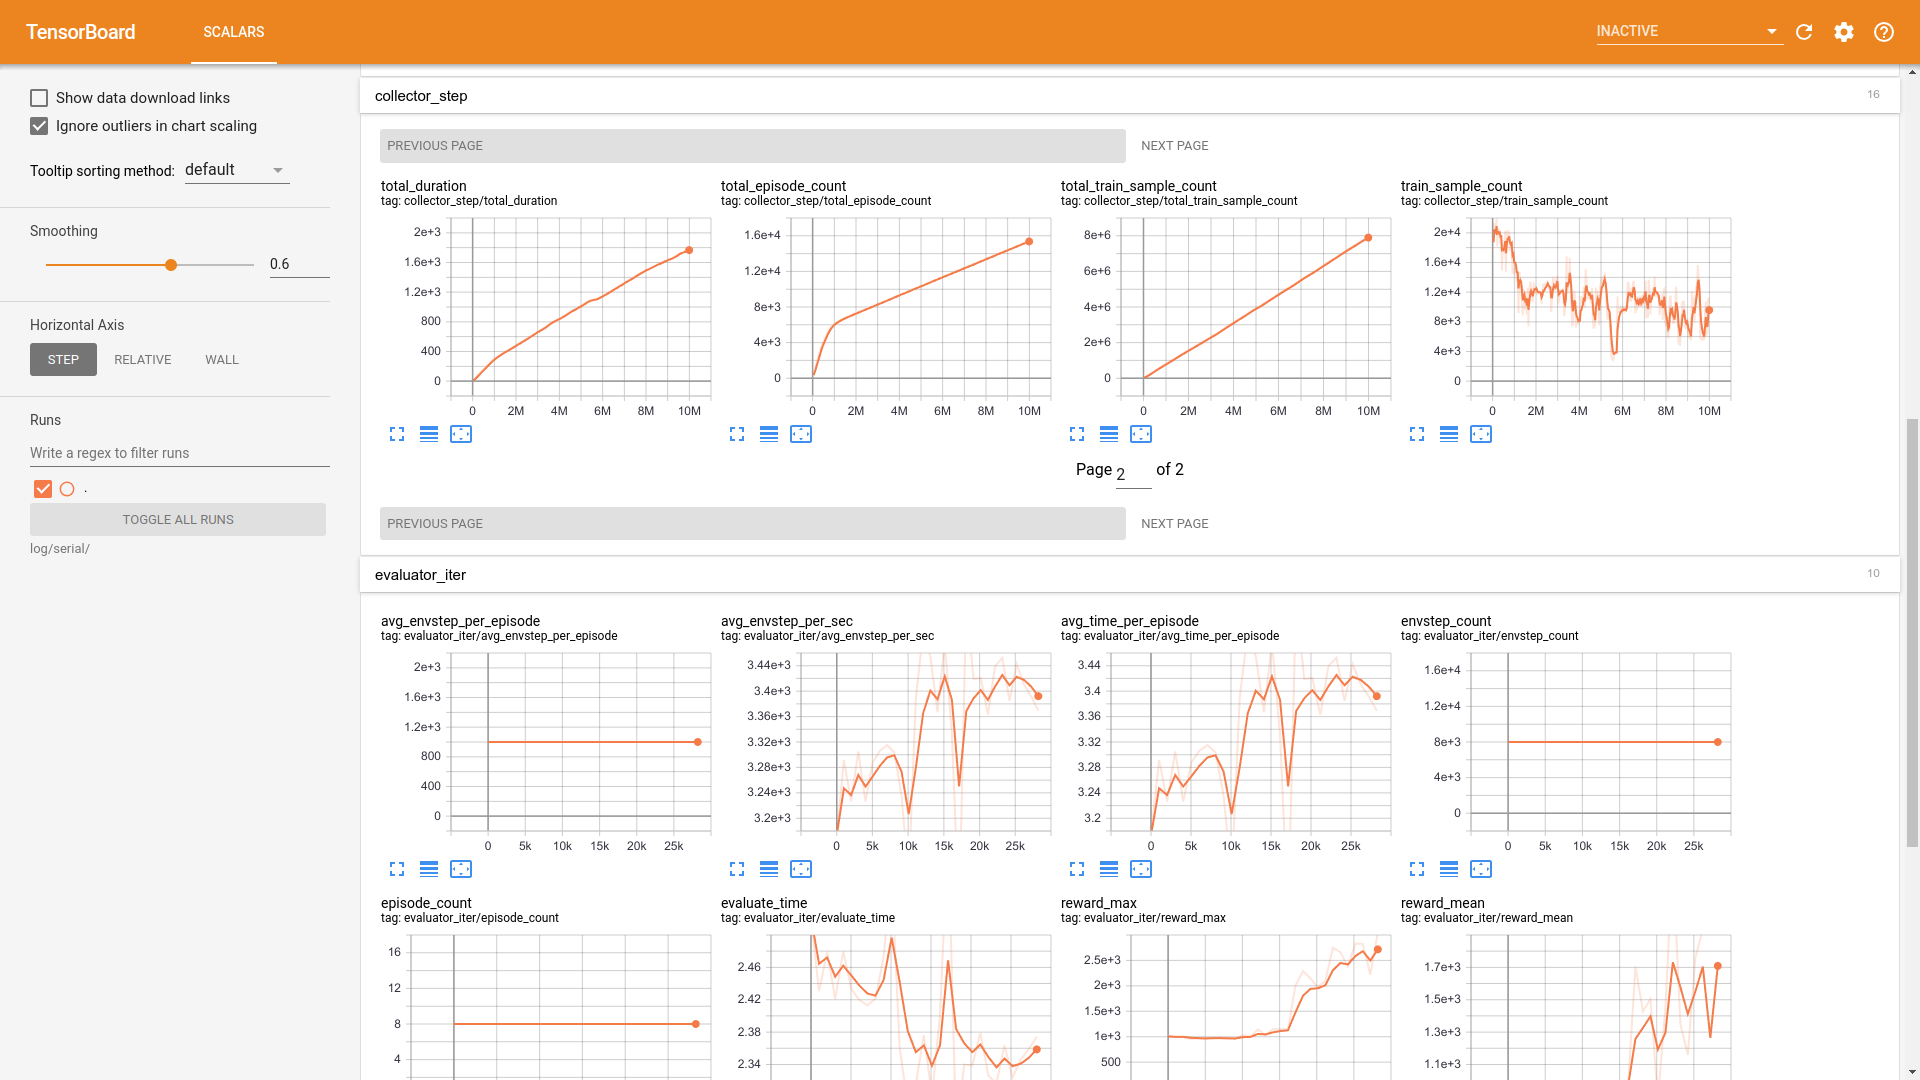 TensorBoard
SCALARS
INACTIVE
Show data download links
Ignore outliers in chart scaling
Tooltip sorting method: default
Smoothing
0.6
Horizontal Axis
STEP RELATIVE WALL
Runs
Write a regex to filter runs
.
TOGGLE ALL RUNS
log/serial/
collector_step
16
PREVIOUS PAGE
NEXT PAGE
total_duration
tag: collector_step/total_duration
2e+3
1.6e+3
1.2e+3
800
400
0
0 2M 4M 6M 8M 10M
total_episode_count
tag: collector_step/total_episode_count
1.6e+4
1.2e+4
8e+3
4e+3
0
0 2M 4M 6M 8M 10M
total_train_sample_count
tag: collector_step/total_train_sample_count
8e+6
6e+6
4e+6
2e+6
0
0 2M 4M 6M 8M 10M
train_sample_count
tag: collector_step/train_sample_count
2e+4
1.6e+4
1.2e+4
8e+3
4e+3
0
0 2M 4M 6M 8M 10M
Page 2 of 2
PREVIOUS PAGE
NEXT PAGE
evaluator_iter
10
avg_envstep_per_episode
tag: evaluator_iter/avg_envstep_per_episode
2e+3
1.6e+3
1.2e+3
800
400
0
0 5k 10k 15k 20k 25k
avg_envstep_per_sec
tag: evaluator_iter/avg_envstep_per_sec
3.44e+3
3.4e+3
3.36e+3
3.32e+3
3.28e+3
3.24e+3
3.2e+3
0 5k 10k 15k 20k 25k
avg_time_per_episode
tag: evaluator_iter/avg_time_per_episode
3.44
3.4
3.36
3.32
3.28
3.24
3.2
0 5k 10k 15k 20k 25k
envstep_count
tag: evaluator_iter/envstep_count
1.6e+4
1.2e+4
8e+3
4e+3
0
0 5k 10k 15k 20k 25k
episode_count
tag: evaluator_iter/episode_count
16
12
8
4
evaluate_time
tag: evaluator_iter/evaluate_time
2.46
2.42
2.38
2.34
reward_max
tag: evaluator_iter/reward_max
2.5e+3
2e+3
1.5e+3
1e+3
500
reward_mean
tag: evaluator_iter/reward_mean
1.7e+3
1.5e+3
1.3e+3
1.1e+3